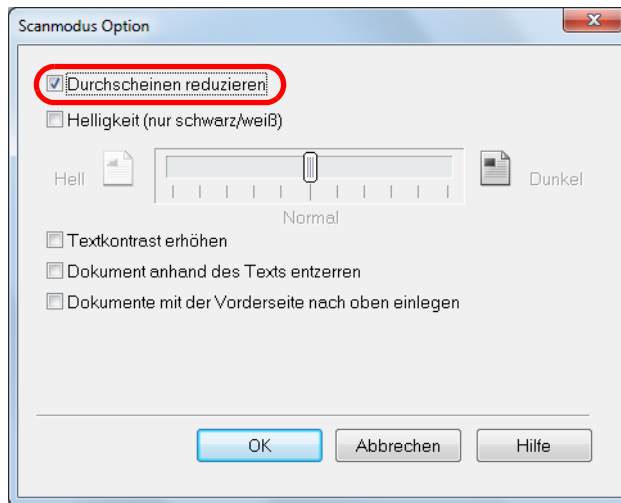 Scanmodus Option
Durchscheinen reduzieren
Helligkeit (nur schwarz/weiß)
Hell
Dunkel
Normal
Textkontrast erhöhen
Dokument anhand des Texts entzerren
Dokumente mit der Vorderseite nach oben einlegen
OK
Abbrechen
Hilfe